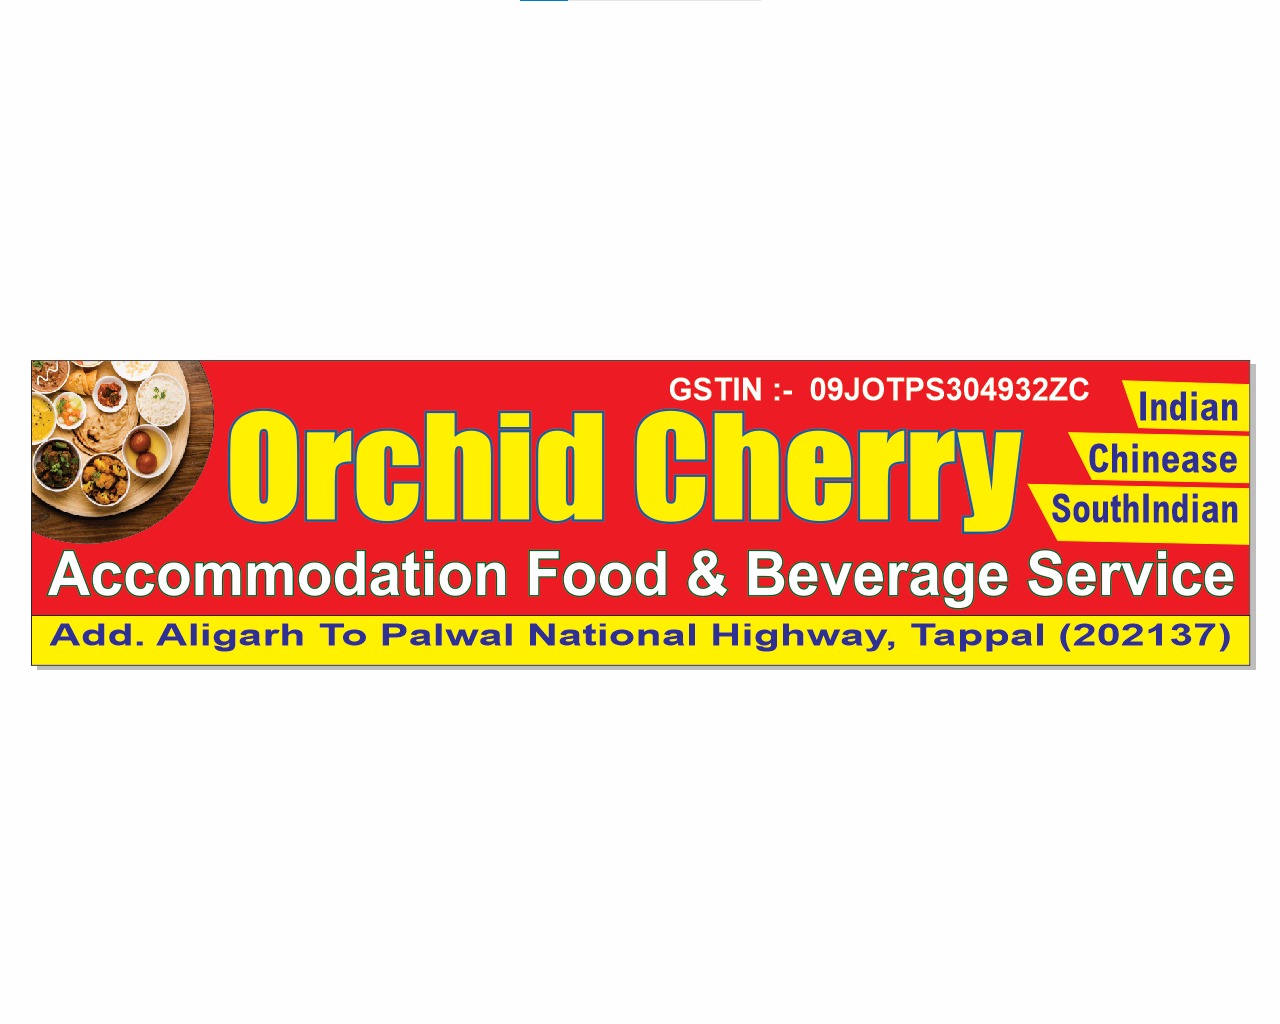 GSTIN :- 09JOTPS304932ZC
Orchid Cherry
Indian
Chinease
SouthIndian
Accommodation Food & Beverage Service
Add. Aligarh To Palwal National Highway, Tappal (202137)